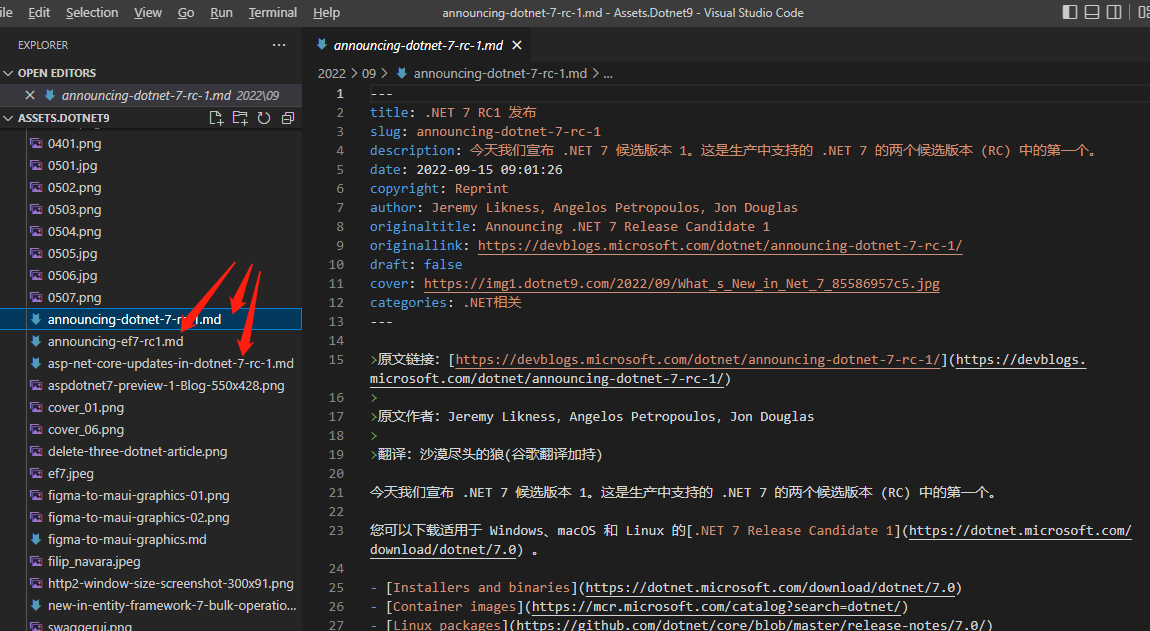 ile Edit Selection View Go Run Terminal Help announcing-dotnet-7-rc-1.md - Assets.Dotnet9 - Visual Studio Code
EXPLORER
OPEN EDITORS
announcing-dotnet-7-rc-1.md 2022\09
ASSETS.DOTNET9
0401.png
0501.jpg
0502.png
0503.png
0504.png
0505.jpg
0506.jpg
0507.png
announcing-dotnet-7-rc-1.md
announcing-ef7-rc1.md
asp-net-core-updates-in-dotnet-7-rc-1.md
aspdotnet7-preview-1-Blog-550x428.png
cover_01.png
cover_06.png
delete-three-dotnet-article.png
ef7.jpeg
figma-to-maui-graphics-01.png
figma-to-maui-graphics-02.png
figma-to-maui-graphics.md
filip_navara.jpeg
http2-window-size-screenshot-300x91.png
new-in-entity-framework-7-bulk-operatio...
swaggerui.png
announcing-dotnet-7-rc-1.md
2022 > 09 > announcing-dotnet-7-rc-1.md > ...
1 ---
2 title: .NET 7 RC1 发布
3 slug: announcing-dotnet-7-rc-1
4 description: 今天我们宣布 .NET 7 候选版本 1。这是生产中支持的 .NET 7 的两个候选版本 (RC) 中的第一个。
5 date: 2022-09-15 09:01:26
6 copyright: Reprint
7 author: Jeremy Likness, Angelos Petropoulos, Jon Douglas
8 originaltitle: Announcing .NET 7 Release Candidate 1
9 originallink: https://devblogs.microsoft.com/dotnet/announcing-dotnet-7-rc-1/
10 draft: false
11 cover: https://img1.dotnet9.com/2022/09/What_s_New_in_Net_7_85586957c5.jpg
12 categories: .NET相关
13 ---
14
15 >原文链接：[https://devblogs.microsoft.com/dotnet/announcing-dotnet-7-rc-1/](https://devblogs.
microsoft.com/dotnet/announcing-dotnet-7-rc-1/)
16 >
17 >原文作者：Jeremy Likness, Angelos Petropoulos, Jon Douglas
18 >
19 >翻译：沙漠尽头的狼(谷歌翻译加持)
20
21 今天我们宣布 .NET 7 候选版本 1。这是生产中支持的 .NET 7 的两个候选版本 (RC) 中的第一个。
22
23 您可以下载适用于 Windows、macOS 和 Linux 的[.NET 7 Release Candidate 1](https://dotnet.microsoft.com/
download/dotnet/7.0) 。
24
25 - [Installers and binaries](https://dotnet.microsoft.com/download/dotnet/7.0)
26 - [Container images](https://mcr.microsoft.com/catalog?search=dotnet/)
27 - [Linux packages](https://github.com/dotnet/core/blob/master/release-notes/7.0/)